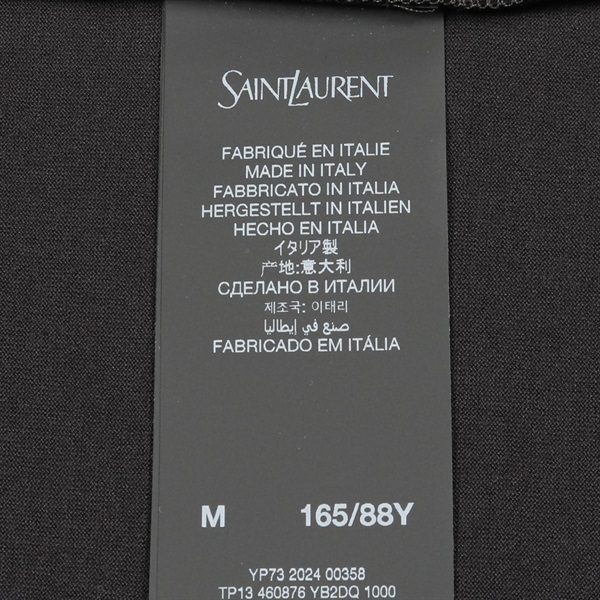 SAINT LAURENT
FABRIQUÉ EN ITALIE
MADE IN ITALY
FABBRICATO IN ITALIA
HERGESTELLT IN ITALIEN
HECHO EN ITALIA
イタリア製
产地:意大利
СДЕЛАНО В ИТАЛИИ
제조국: 이태리
صنع في إيطاليا
FABRICADO EM ITÁLIA
M 165/88Y
YP73 2024 00358
TP13 460876 YB2DQ 1000